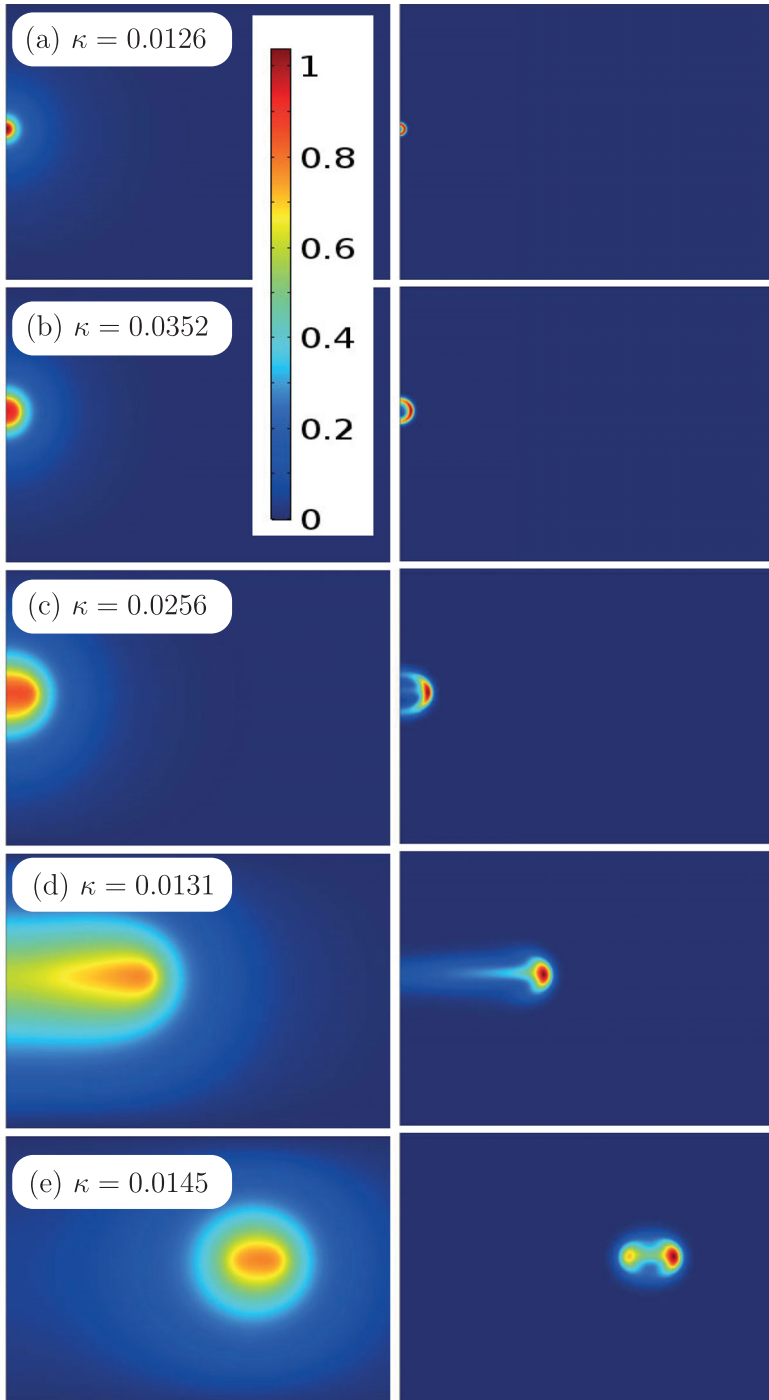 (a) κ = 0.0126
1
0.8
0.6
0.4
0.2
0
(b) κ = 0.0352
(c) κ = 0.0256
(d) κ = 0.0131
(e) κ = 0.0145